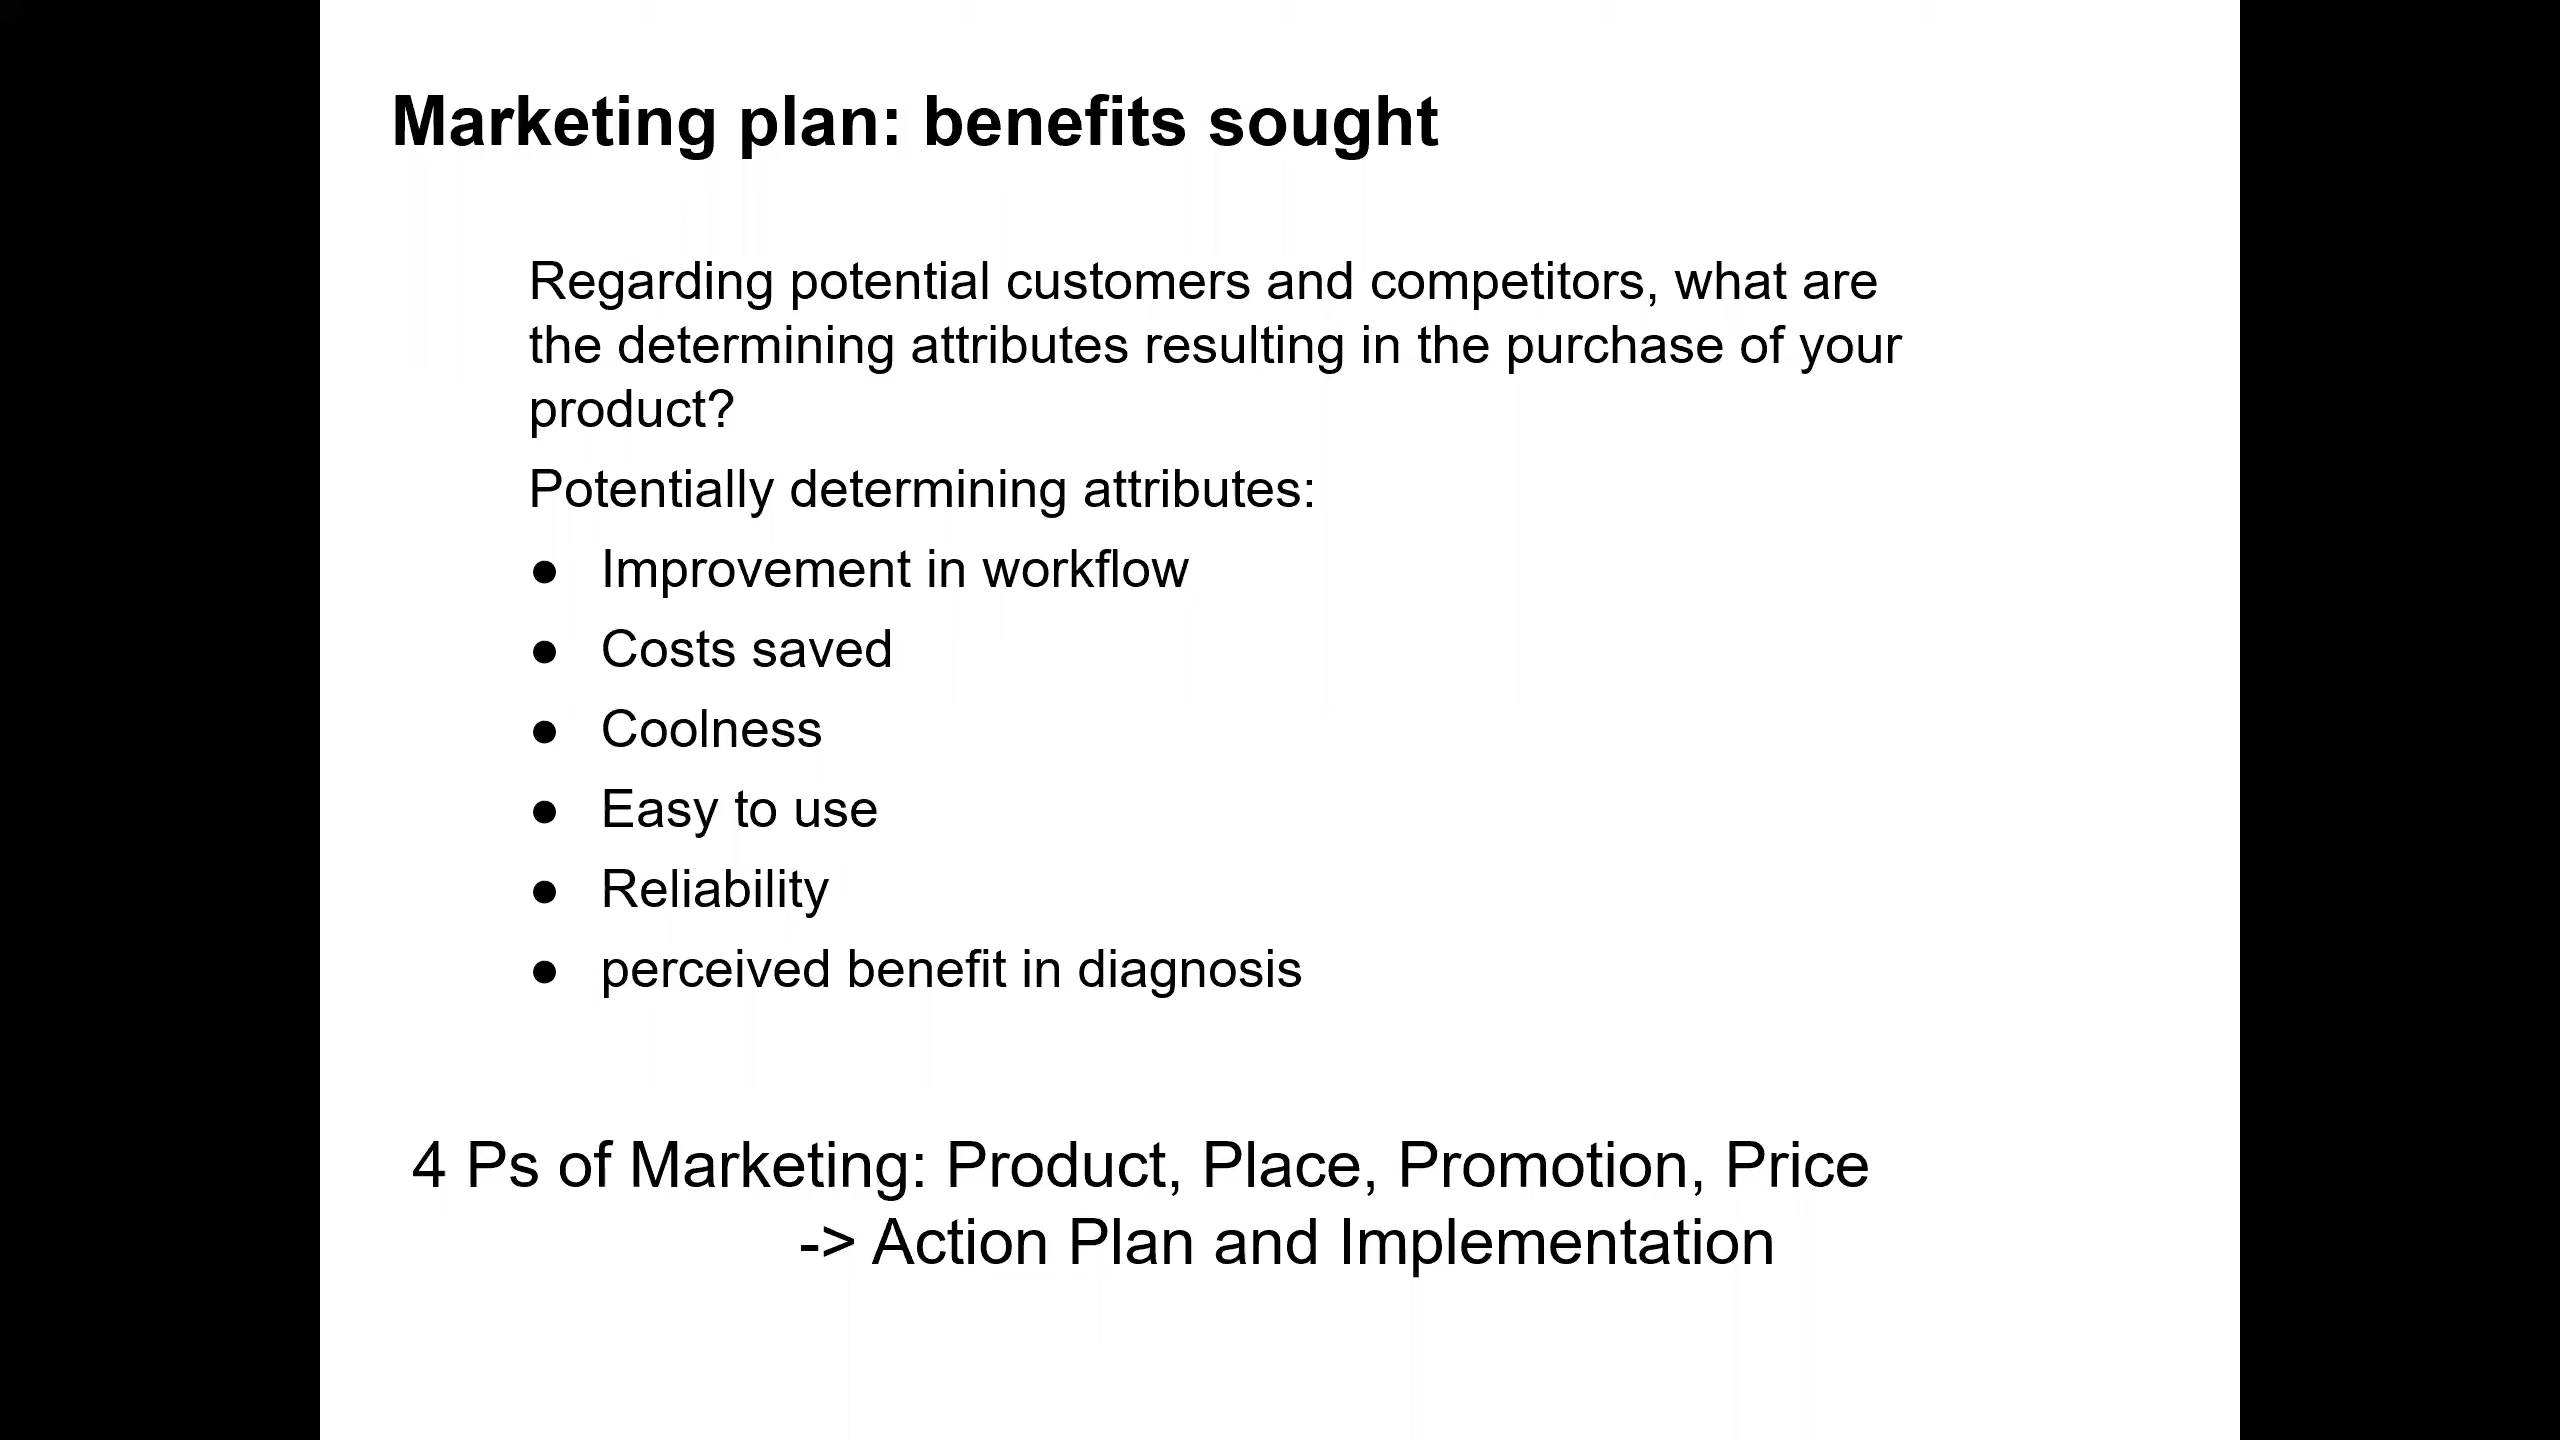 Marketing plan: benefits sought
Regarding potential customers and competitors, what are
the determining attributes resulting in the purchase of your
product?
Potentially determining attributes:
● Improvement in workflow
● Costs saved
● Coolness
● Easy to use
● Reliability
● perceived benefit in diagnosis
4 Ps of Marketing: Product, Place, Promotion, Price
-> Action Plan and Implementation